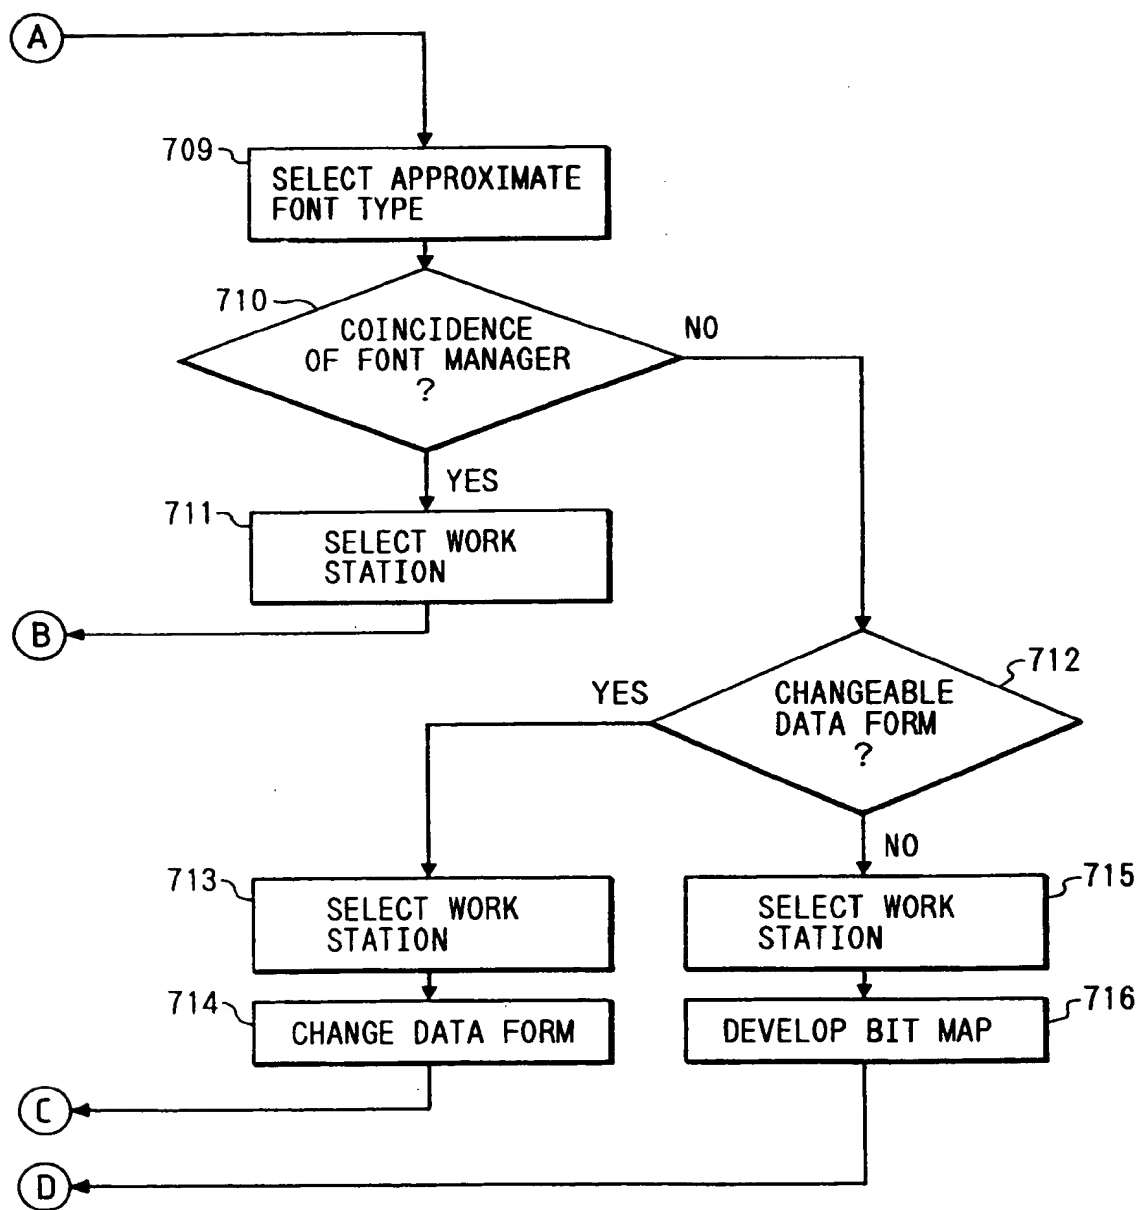 A
709
SELECT APPROXIMATE
FONT TYPE
710
COINCIDENCE
OF FONT MANAGER
?
NO
YES
711
SELECT WORK
STATION
B
712
CHANGEABLE
DATA FORM
?
YES
NO
713
SELECT WORK
STATION
715
SELECT WORK
STATION
714
CHANGE DATA FORM
716
DEVELOP BIT MAP
C
D